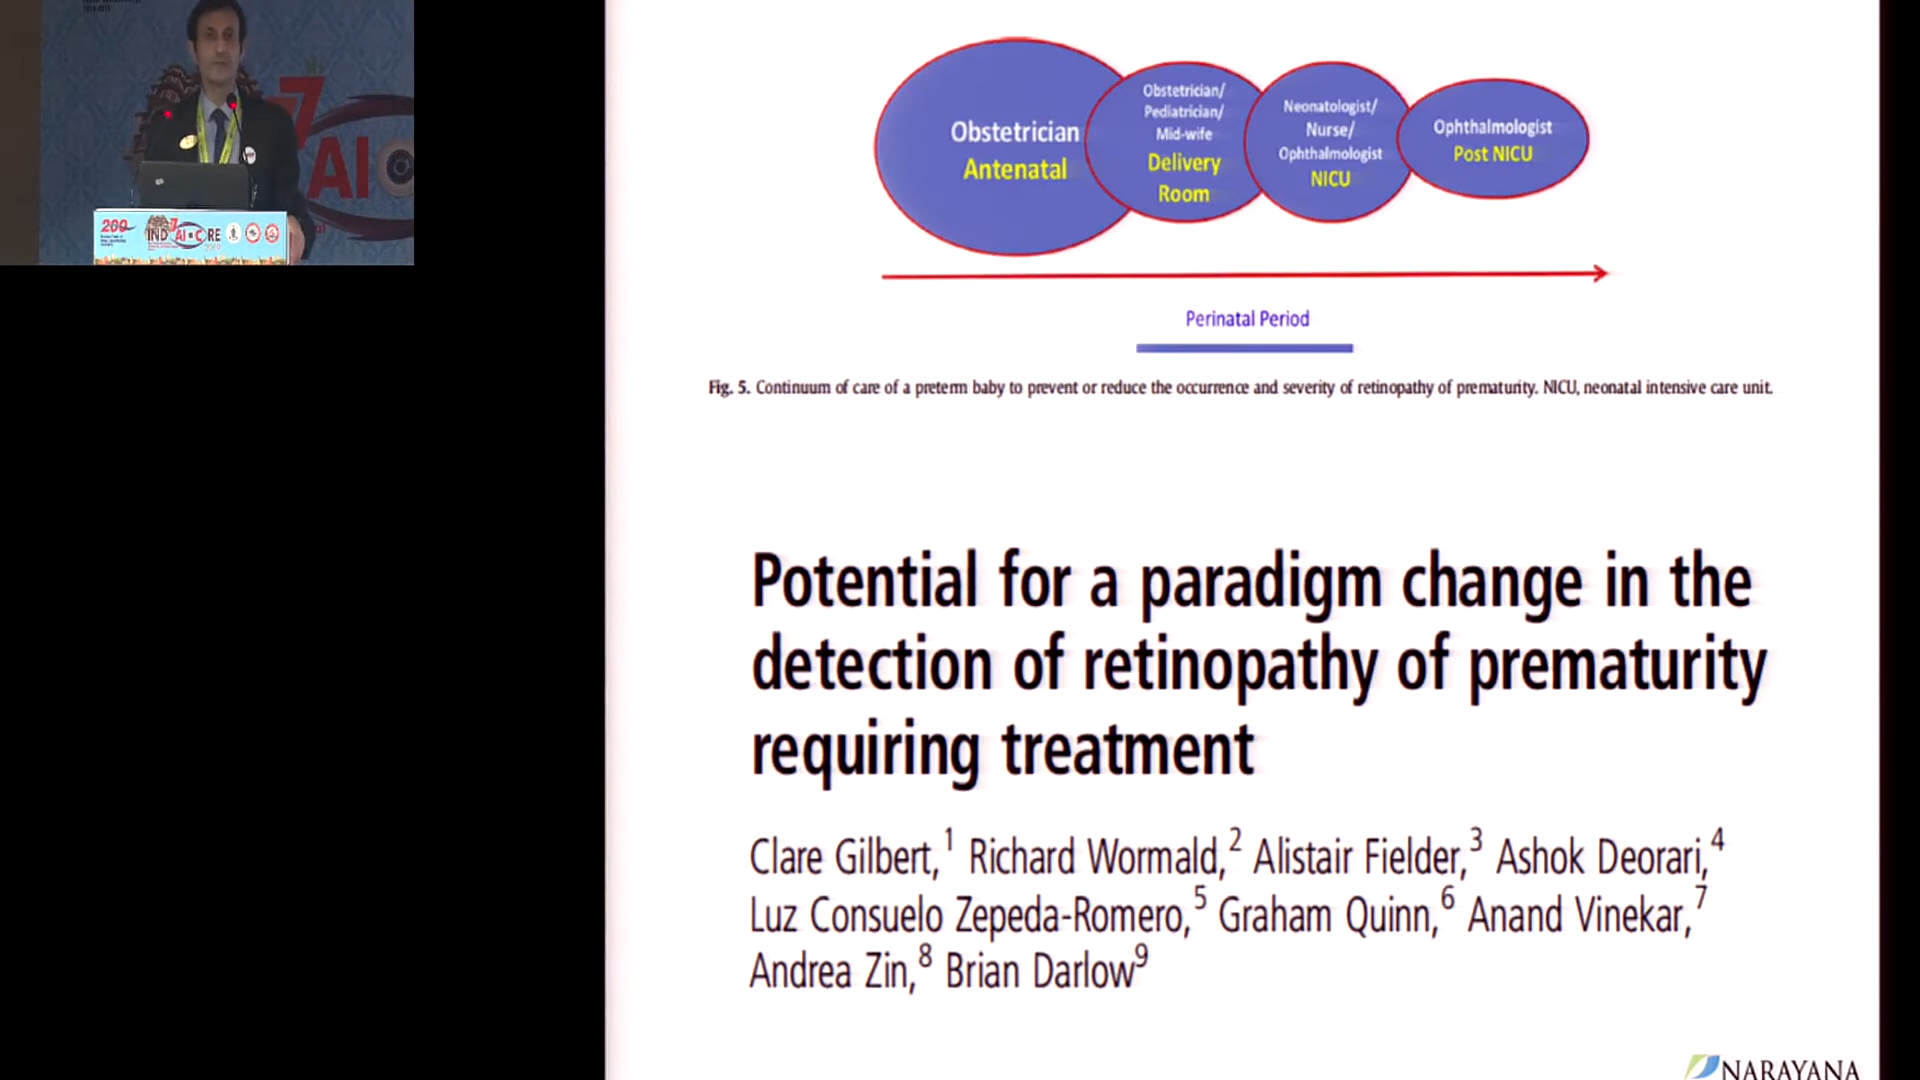 Obstetrician
Antenatal
Obstetrician/
Pediatrician/
Mid-wife
Delivery
Room
Neonatologist/
Nurse/
Ophthalmologist
NICU
Ophthalmologist
Post NICU
Perinatal Period
Fig. 5. Continuum of care of a preterm baby to prevent or reduce the occurrence and severity of retinopathy of prematurity. NICU, neonatal intensive care unit.
Potential for a paradigm change in the
detection of retinopathy of prematurity
requiring treatment
Clare Gilbert,1 Richard Wormald,2 Alistair Fielder,3 Ashok Deorari,4
Luz Consuelo Zepeda-Romero,5 Graham Quinn,6 Anand Vinekar,7
Andrea Zin,8 Brian Darlow9
NARAYANA
7
AI